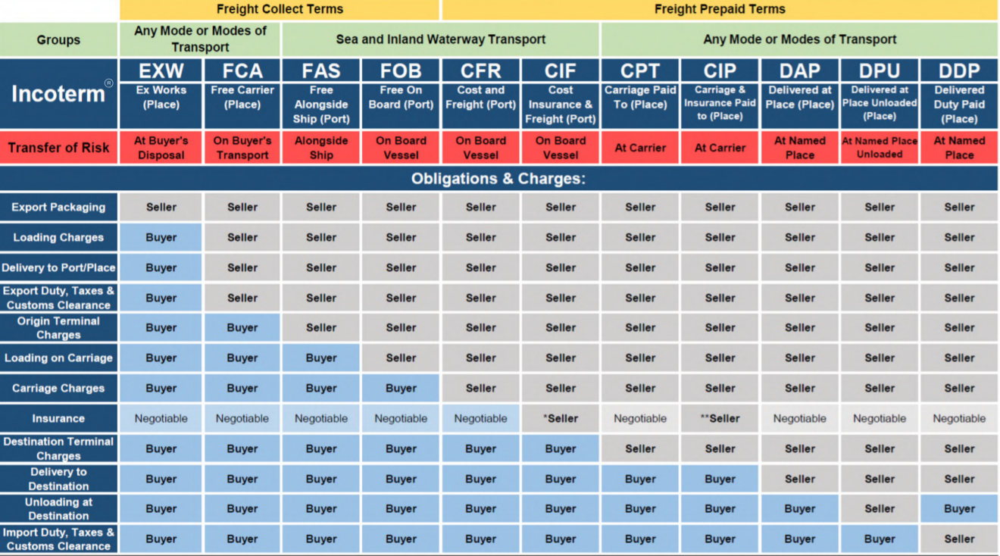 Freight Collect Terms Freight Prepaid Terms
Groups Any Mode or Modes of Transport Sea and Inland Waterway Transport Any Mode or Modes of Transport
Incoterm® EXW FCA FAS FOB CFR CIF CPT CIP DAP DPU DDP
Ex Works (Place) Free Carrier (Place) Free Alongside Ship (Port) Free On Board (Port) Cost and Freight (Port) Cost Insurance & Freight (Port) Carriage Paid To (Place) Carriage & Insurance Paid to (Place) Delivered at Place (Place) Delivered at Place Unloaded (Place) Delivered Duty Paid (Place)
Transfer of Risk At Buyer's Disposal On Buyer's Transport Alongside Ship On Board Vessel On Board Vessel On Board Vessel At Carrier At Carrier At Named Place At Named Place Unloaded At Named Place
Obligations & Charges:
Export Packaging Seller Seller Seller Seller Seller Seller Seller Seller Seller Seller Seller
Loading Charges Buyer Seller Seller Seller Seller Seller Seller Seller Seller Seller Seller
Delivery to Port/Place Buyer Seller Seller Seller Seller Seller Seller Seller Seller Seller Seller
Export Duty, Taxes & Customs Clearance Buyer Seller Seller Seller Seller Seller Seller Seller Seller Seller Seller
Origin Terminal Charges Buyer Buyer Seller Seller Seller Seller Seller Seller Seller Seller Seller
Loading on Carriage Buyer Buyer Buyer Seller Seller Seller Seller Seller Seller Seller Seller
Carriage Charges Buyer Buyer Buyer Buyer Seller Seller Seller Seller Seller Seller Seller
Insurance Negotiable Negotiable Negotiable Negotiable Negotiable *Seller Negotiable **Seller Negotiable Negotiable Negotiable
Destination Terminal Charges Buyer Buyer Buyer Buyer Buyer Buyer Seller Seller Seller Seller Seller
Delivery to Destination Buyer Buyer Buyer Buyer Buyer Buyer Buyer Buyer Seller Seller Seller
Unloading at Destination Buyer Buyer Buyer Buyer Buyer Buyer Buyer Buyer Buyer Seller Buyer
Import Duty, Taxes & Customs Clearance Buyer Buyer Buyer Buyer Buyer Buyer Buyer Buyer Buyer Buyer Seller